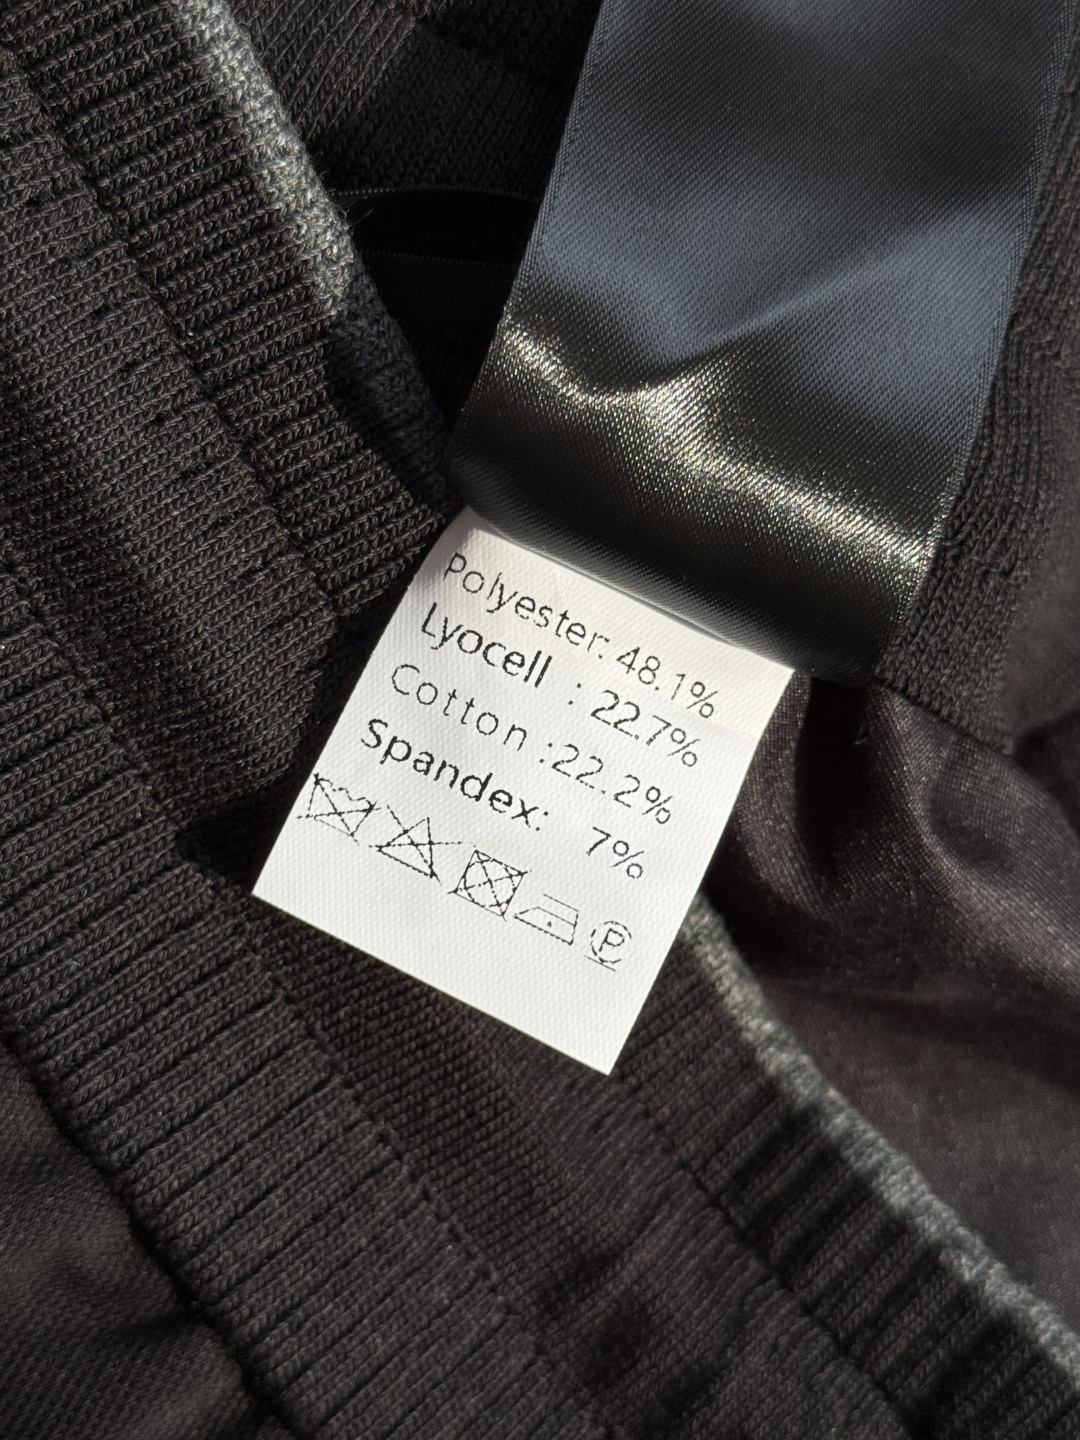 Polyester: 48.1%
Lyocell : 22.7%
Cotton : 22.2%
Spandex: 7%
P